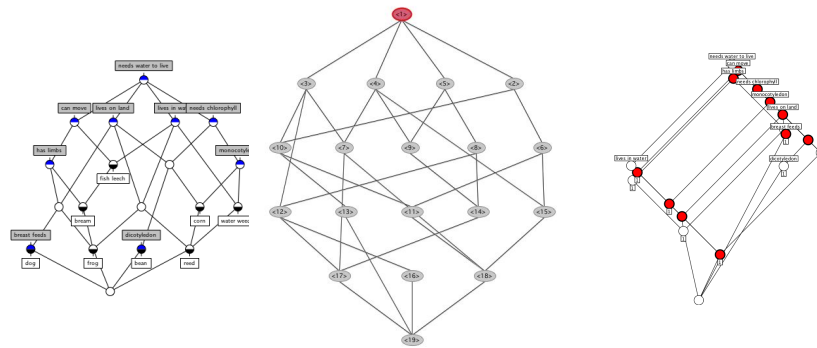 needs water to live
can move
lives on land
lives in wat
needs chlorophyll
has limbs
monocotyle
fish leech
bream
corn
water weed
breast feeds
dicotyledon
dog
frog
bean
reed
<1>
<3>
<4>
<5>
<2>
<10>
<7>
<9>
<8>
<6>
<12>
<13>
<11>
<14>
<15>
<17>
<16>
<18>
<19>
needs water to live
can move
has limbs
needs chlorophyll
monocotyledon
lives on land
breast feeds
lives in water
dicotyledon